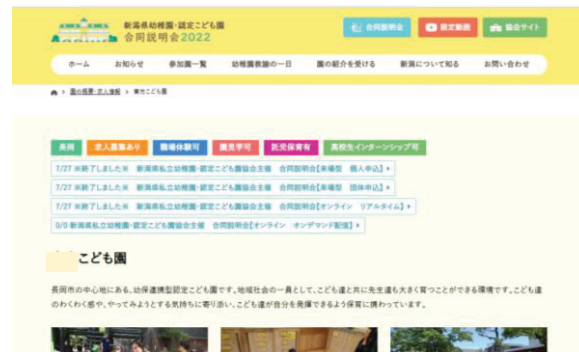 新潟県幼稚園・認定こども園
合同説明会2022
合同説明会
限定動画
協会サイト
ホーム
お知らせ
参加園一覧
幼稚園教諭の一日
園の紹介を受ける
新潟について知る
お問い合わせ
園の概要・求人情報
長岡
求人募集あり
職場体験可
園見学可
託児保育有
高校生インターンシップ可
7/27 ※終了しました※ 新潟県私立幼稚園・認定こども園協会主催 合同説明会【来場型 個人申込】
7/27 ※終了しました※ 新潟県私立幼稚園・認定こども園協会主催 合同説明会【来場型 団体申込】
7/27 ※終了しました※ 新潟県私立幼稚園・認定こども園協会主催 合同説明会【オンライン リアルタイム】
0/0 新潟県私立幼稚園・認定こども園協会主催 合同説明会【オンライン オンデマンド配信】
こども園
長岡市の中心地にある、幼保連携型認定こども園です。地域社会の一員として、こども達と共に先生達も大きく育つことができる環境です。こども達
のわくわく感や、やってみようとする気持ちに寄り添い、こども達が自分を発揮できるよう保育に携わっています。